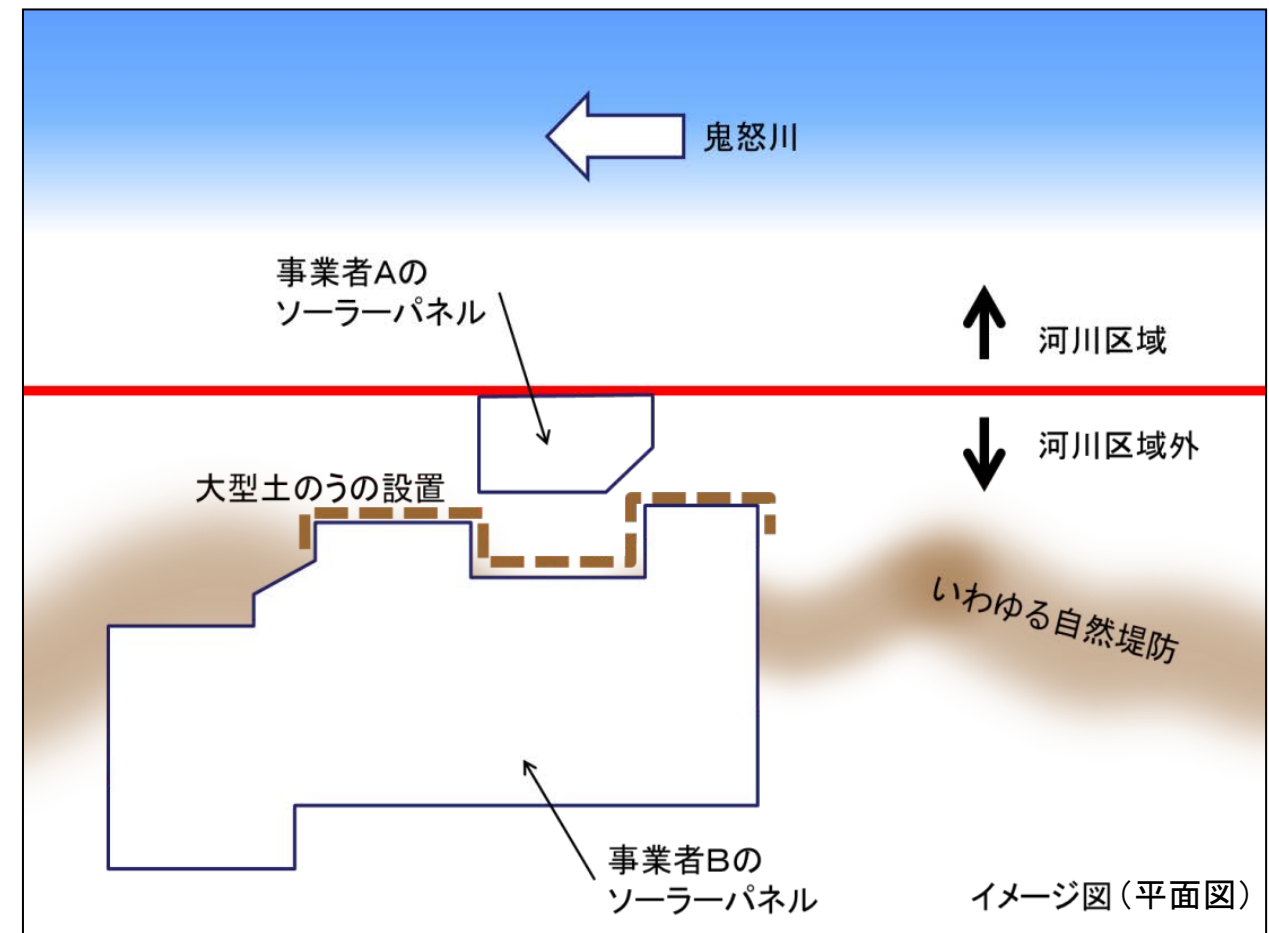 鬼怒川
事業者Aの
ソーラーパネル
河川区域
河川区域外
大型土のうの設置
いわゆる自然堤防
事業者Bの
ソーラーパネル
イメージ図（平面図）